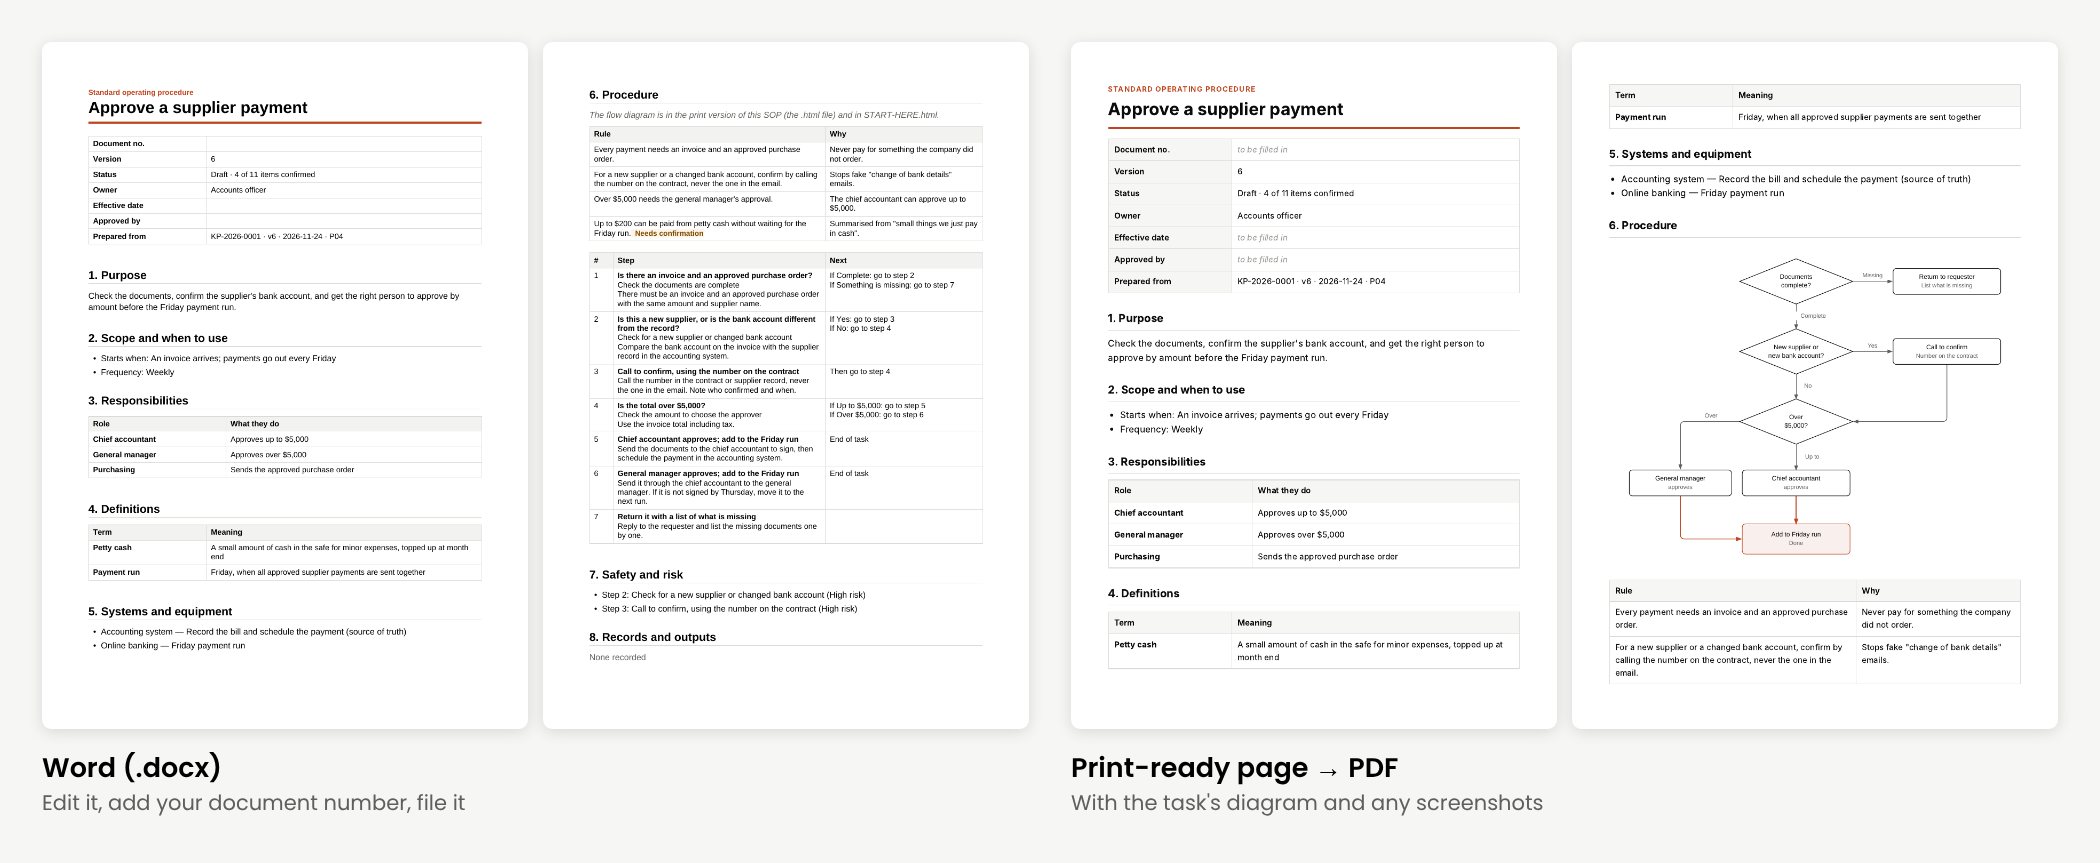 Standard operating procedure
Approve a supplier payment
Document no.
Version 6
Status Draft · 4 of 11 items confirmed
Owner Accounts officer
Effective date
Approved by
Prepared from KP-2026-0001 · v6 · 2026-11-24 · P04
1. Purpose
Check the documents, confirm the supplier's bank account, and get the right person to approve by
amount before the Friday payment run.
2. Scope and when to use
• Starts when: An invoice arrives; payments go out every Friday
• Frequency: Weekly
3. Responsibilities
Role What they do
Chief accountant Approves up to $5,000
General manager Approves over $5,000
Purchasing Sends the approved purchase order
4. Definitions
Term Meaning
Petty cash A small amount of cash in the safe for minor expenses, topped up at month
end
Payment run Friday, when all approved supplier payments are sent together
5. Systems and equipment
• Accounting system — Record the bill and schedule the payment (source of truth)
• Online banking — Friday payment run
6. Procedure
The flow diagram is in the print version of this SOP (the .html file) and in START-HERE.html.
Rule Why
Every payment needs an invoice and an approved purchase Never pay for something the company did
order. not order.
For a new supplier or a changed bank account, confirm by calling Stops fake "change of bank details"
the number on the contract, never the one in the email. emails.
Over $5,000 needs the general manager's approval. The chief accountant can approve up to
$5,000.
Up to $200 can be paid from petty cash without waiting for the Summarised from "small things we just pay
Friday run. Needs confirmation in cash".
# Step Next
1 Is there an invoice and an approved purchase order? If Complete: go to step 2
Check the documents are complete If Something is missing: go to step 7
There must be an invoice and an approved purchase order
with the same amount and supplier name.
2 Is this a new supplier, or is the bank account different If Yes: go to step 3
from the record? If No: go to step 4
Check for a new supplier or changed bank account
Compare the bank account on the invoice with the supplier
record in the accounting system.
3 Call to confirm, using the number on the contract Then go to step 4
Call the number in the contract or supplier record, never
the one in the email. Note who confirmed and when.
4 Is the total over $5,000? If Up to $5,000: go to step 5
Check the amount to choose the approver If Over $5,000: go to step 6
Use the invoice total including tax.
5 Chief accountant approves; add to the Friday run End of task
Send the documents to the chief accountant to sign, then
schedule the payment in the accounting system.
6 General manager approves; add to the Friday run End of task
Send it through the chief accountant to the general
manager. If it is not signed by Thursday, move it to the
next run.
7 Return it with a list of what is missing
Reply to the requester and list the missing documents one
by one.
7. Safety and risk
• Step 2: Check for a new supplier or changed bank account (High risk)
• Step 3: Call to confirm, using the number on the contract (High risk)
8. Records and outputs
None recorded
Word (.docx)
Edit it, add your document number, file it
STANDARD OPERATING PROCEDURE
Approve a supplier payment
Document no. to be filled in
Version 6
Status Draft · 4 of 11 items confirmed
Owner Accounts officer
Effective date to be filled in
Approved by to be filled in
Prepared from KP-2026-0001 · v6 · 2026-11-24 · P04
1. Purpose
Check the documents, confirm the supplier's bank account, and get the right person to
approve by amount before the Friday payment run.
2. Scope and when to use
• Starts when: An invoice arrives; payments go out every Friday
• Frequency: Weekly
3. Responsibilities
Role What they do
Chief accountant Approves up to $5,000
General manager Approves over $5,000
Purchasing Sends the approved purchase order
4. Definitions
Term Meaning
Petty cash A small amount of cash in the safe for minor expenses, topped up at
month end
Term Meaning
Payment run Friday, when all approved supplier payments are sent together
5. Systems and equipment
• Accounting system — Record the bill and schedule the payment (source of truth)
• Online banking — Friday payment run
6. Procedure
Documents
complete?
Missing
Return to requester
List what is missing
Complete
New supplier or
new bank account?
Yes
Call to confirm
Number on the contract
No
Over
Over
$5,000?
Up to
General manager
approves
Chief accountant
approves
Add to Friday run
Done
Rule Why
Every payment needs an invoice and an approved purchase Never pay for something the company
order. did not order.
For a new supplier or a changed bank account, confirm by Stops fake "change of bank details"
calling the number on the contract, never the one in the emails.
email.
Print-ready page → PDF
With the task's diagram and any screenshots